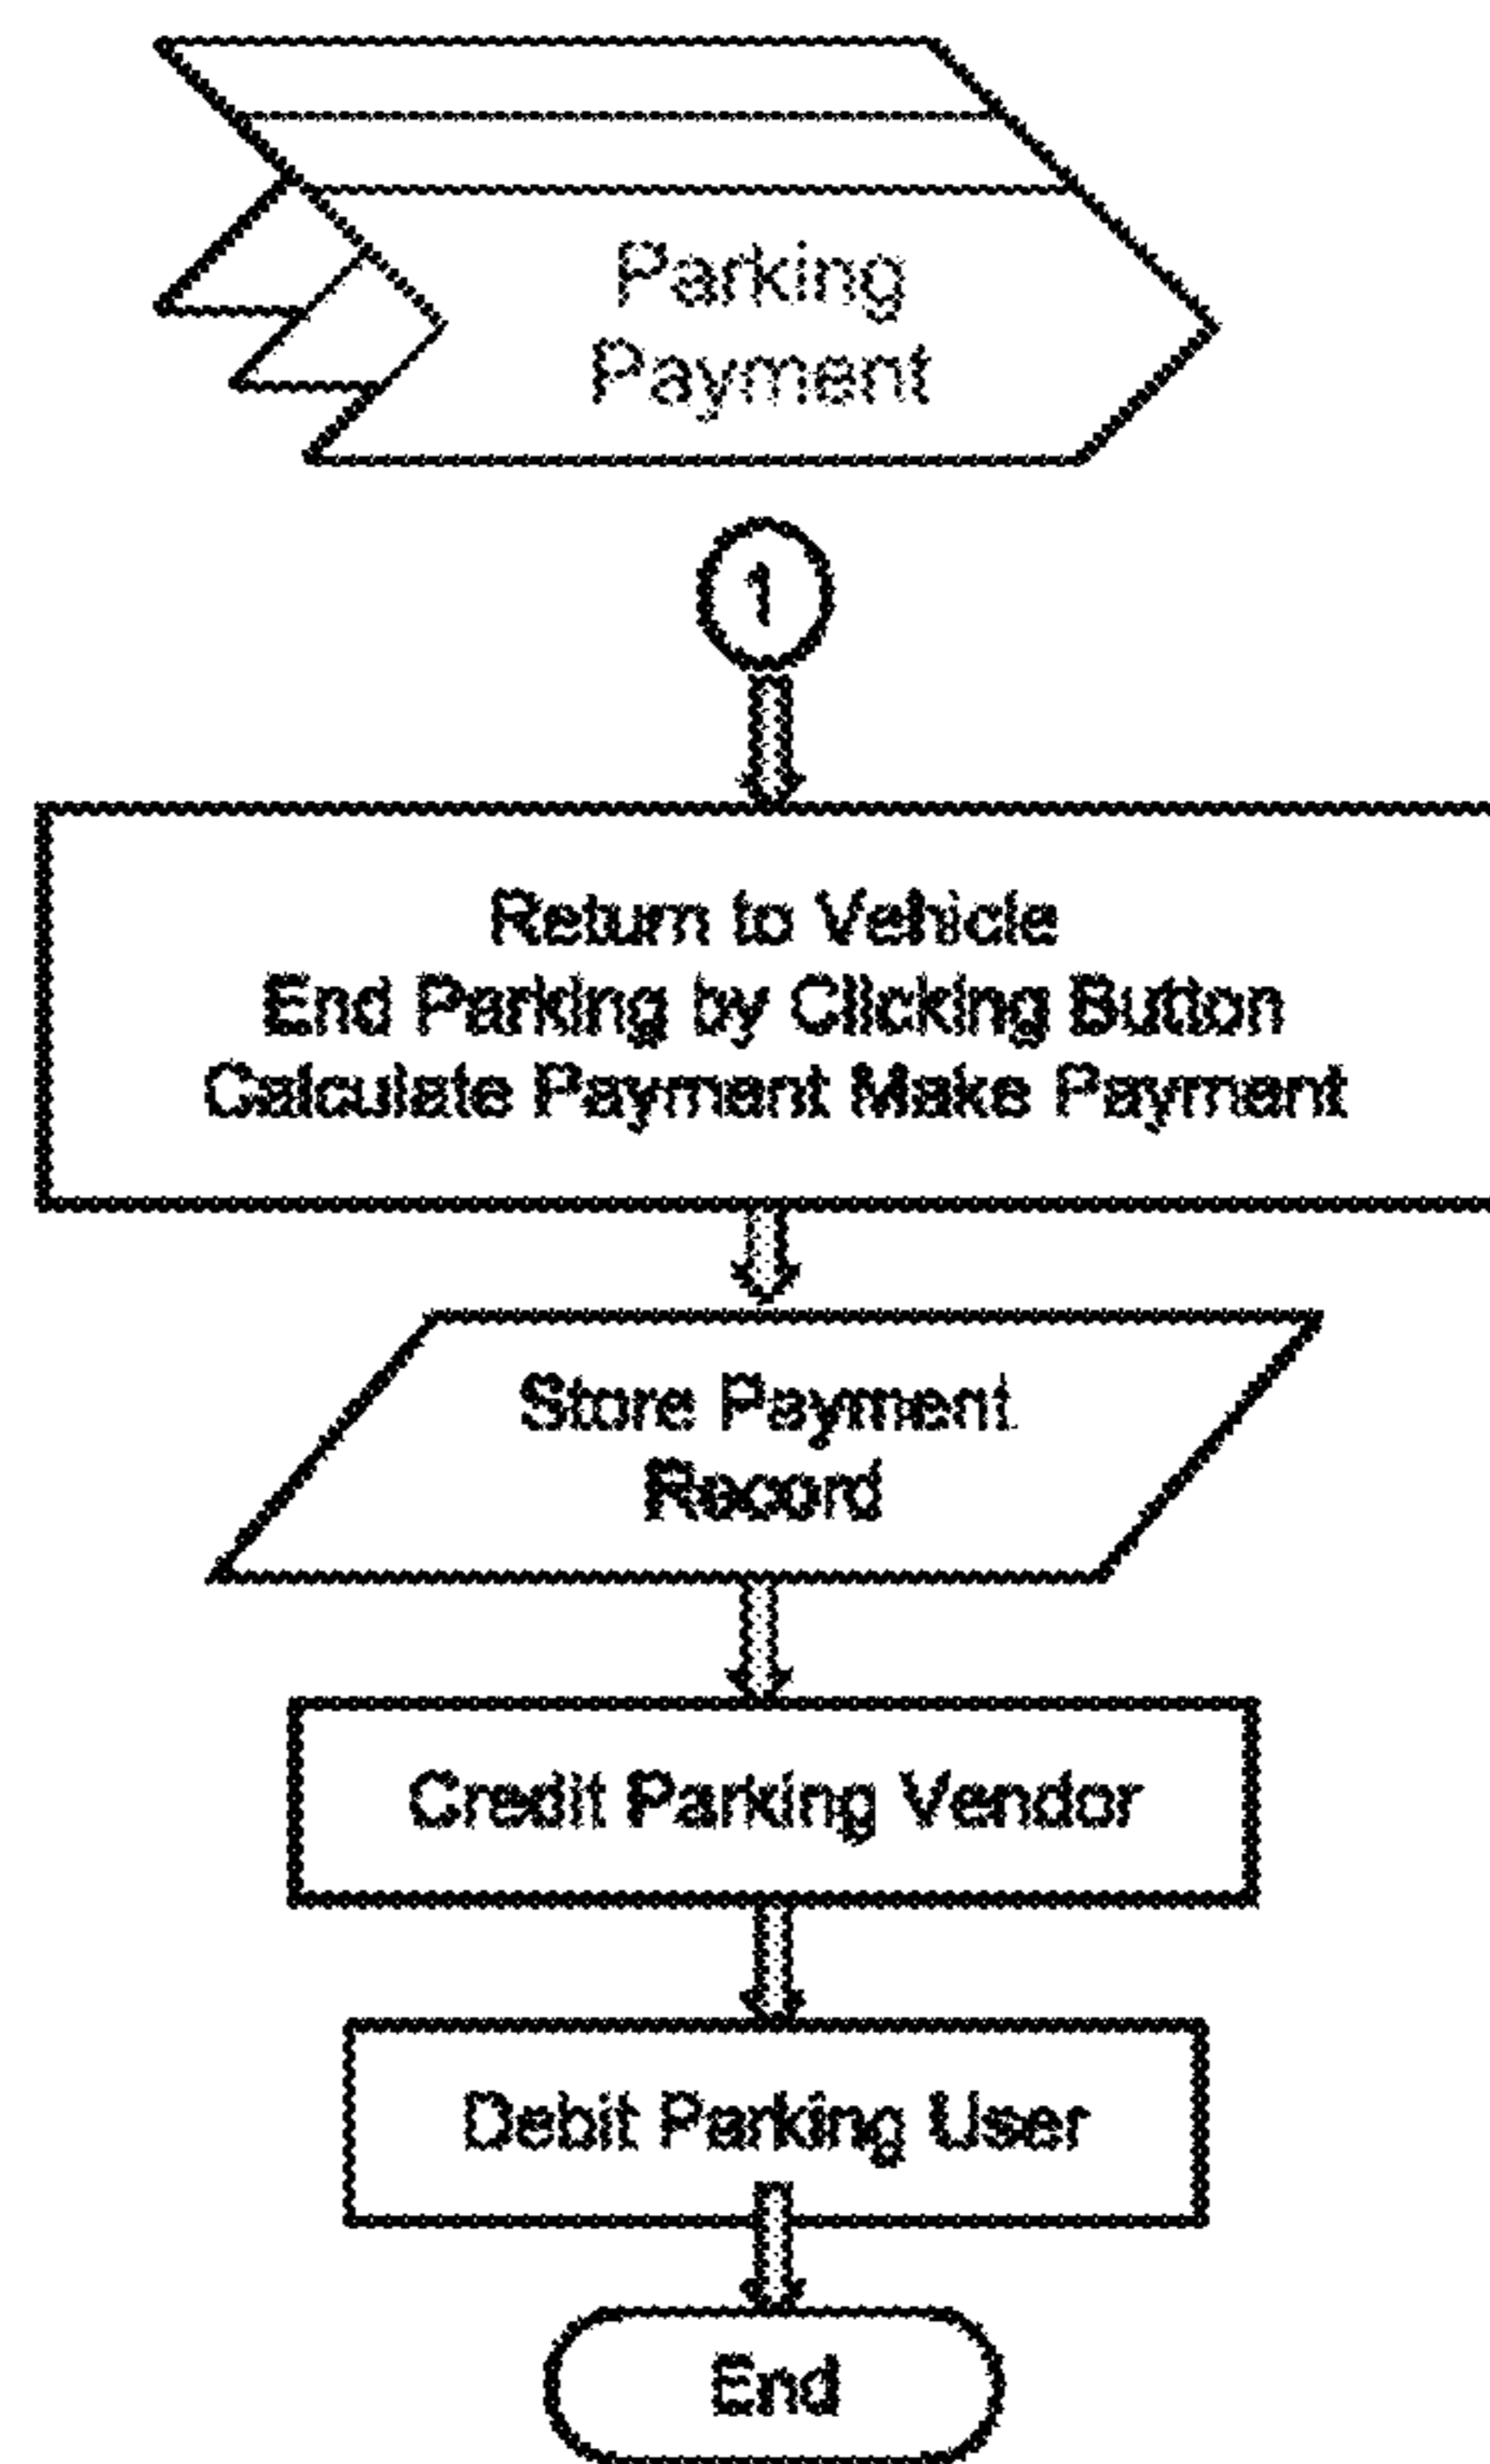 Parking
Payment
1
Return to Vehicle
End Parking by Clicking Button
Calculate Payment Make Payment
Store Payment
Record
Credit Parking Vendor
Debit Parking User
End